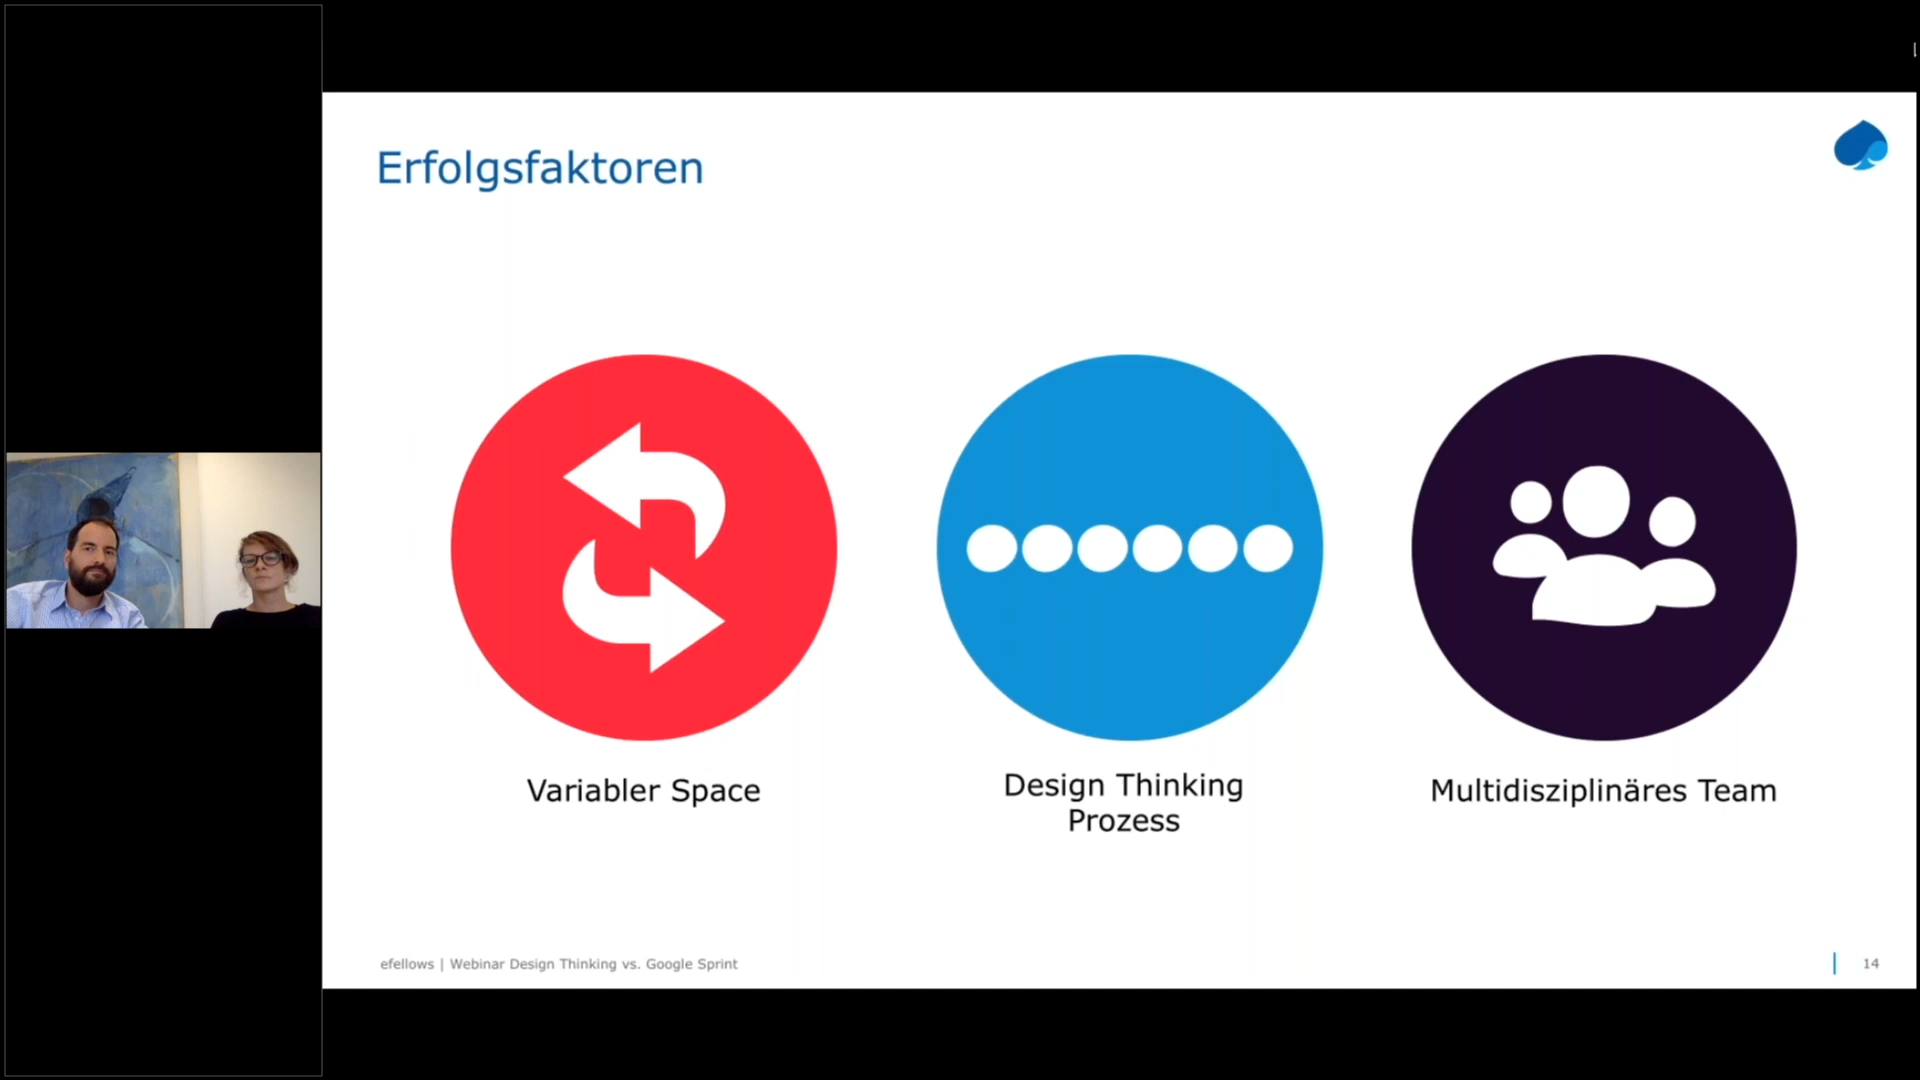 Erfolgsfaktoren
Variabler Space
Design Thinking
Prozess
Multidisziplinäres Team
efellows | Webinar Design Thinking vs. Google Sprint
14